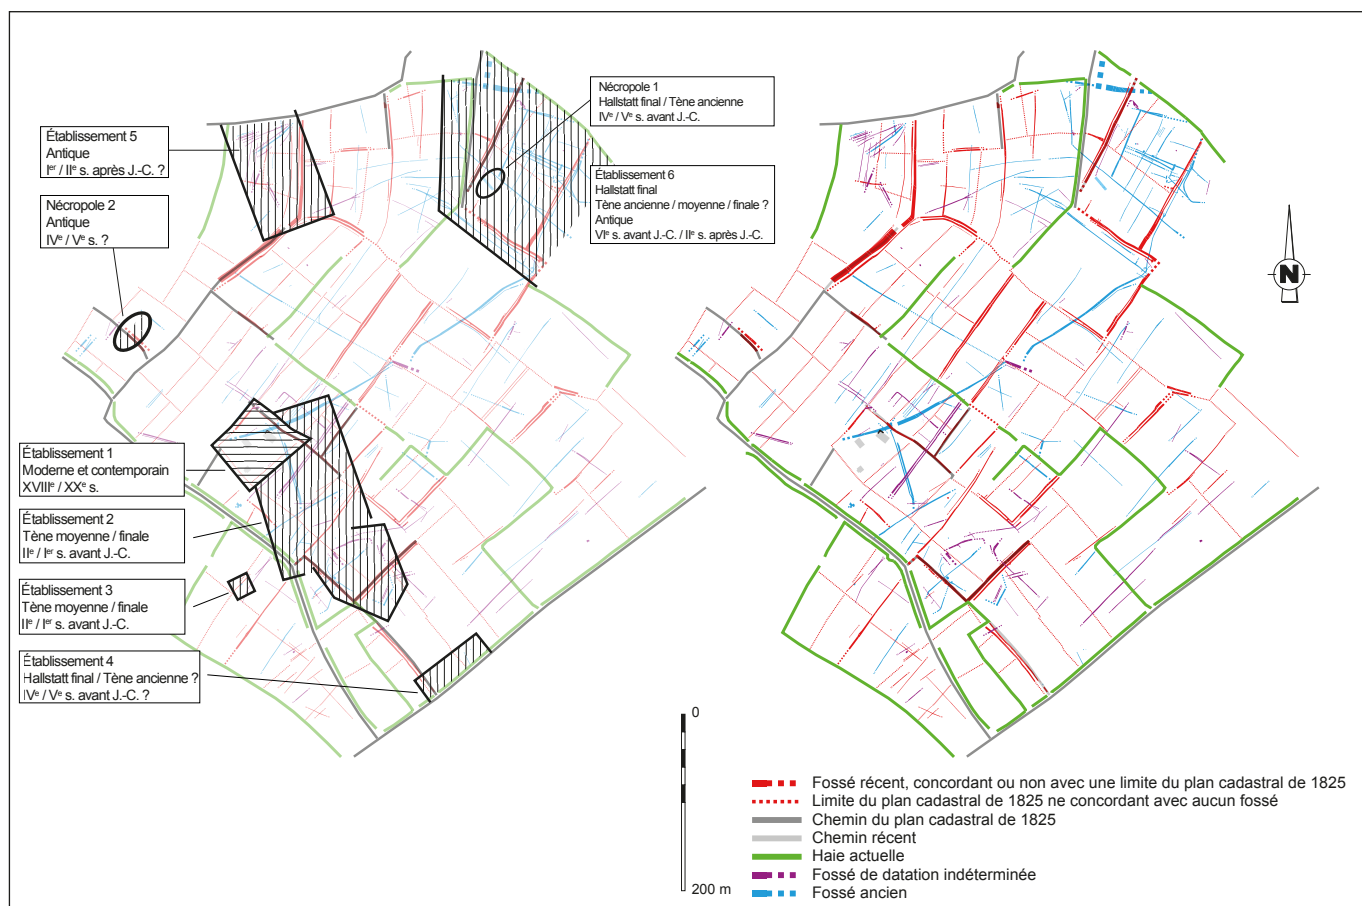 Nécropole 1
Hallstatt final / Tène ancienne
IVᵉ / Vᵉ s. avant J.-C.
Établissement 5
Antique
Iᵉʳ / IIᵉ s. après J.-C. ?
Établissement 6
Hallstatt final
Tène ancienne / moyenne / finale ?
Antique
VIᵉ s. avant J.-C. / IIᵉ s. après J.-C.
Nécropole 2
Antique
IVᵉ / Vᵉ s. ?
N
Établissement 1
Moderne et contemporain
XVIIIᵉ / XXᵉ s.
Établissement 2
Tène moyenne / finale
IIᵉ / Iᵉʳ s. avant J.-C.
Établissement 3
Tène moyenne / finale
IIᵉ / Iᵉʳ s. avant J.-C.
Établissement 4
Hallstatt final / Tène ancienne ?
IVᵉ / Vᵉ s. avant J.-C. ?
0
200 m
Fossé récent, concordant ou non avec une limite du plan cadastral de 1825
Limite du plan cadastral de 1825 ne concordant avec aucun fossé
Chemin du plan cadastral de 1825
Chemin récent
Haie actuelle
Fossé de datation indéterminée
Fossé ancien